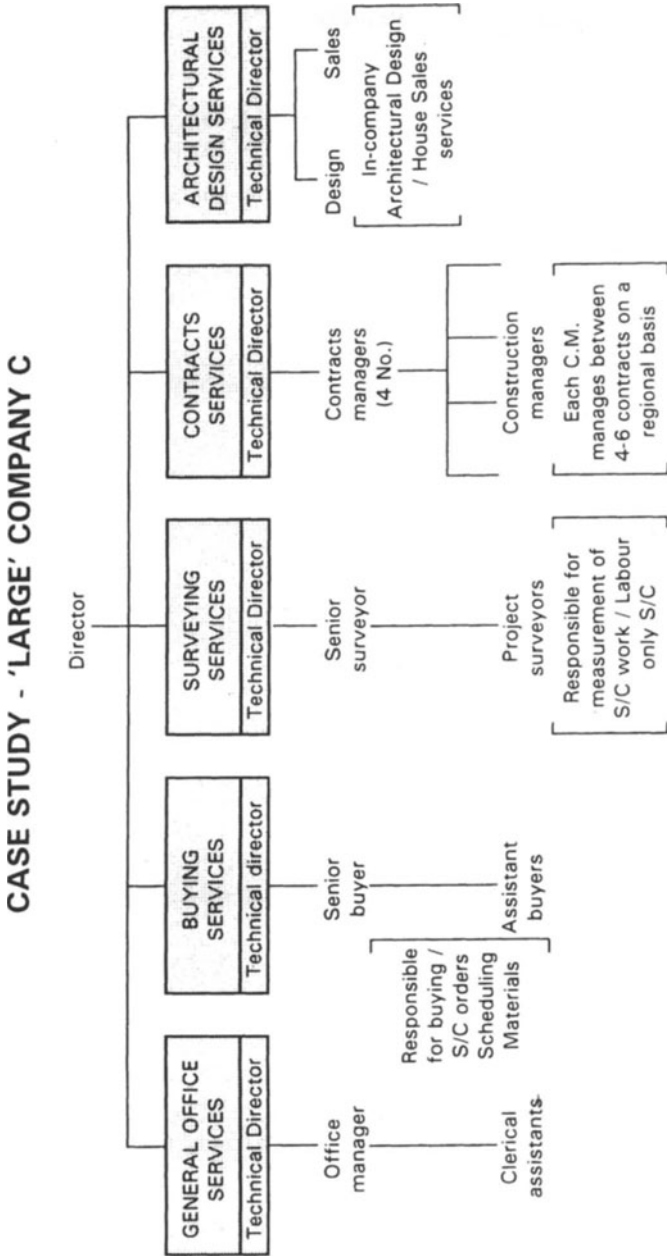 CASE STUDY - 'LARGE' COMPANY C
Director
GENERAL OFFICE
SERVICES
Technical Director
Office
manager
Clerical
assistants
BUYING
SERVICES
Technical director
Senior
buyer
Responsible
for buying /
S/C orders
Scheduling
Materials
Assistant
buyers
SURVEYING
SERVICES
Technical Director
Senior
surveyor
Project
surveyors
Responsible for
measurement of
S/C work / Labour
only S/C
CONTRACTS
SERVICES
Technical Director
Contracts
managers
(4 No.)
Construction
managers
Each C.M.
manages between
4-6 contracts on a
regional basis
ARCHITECTURAL
DESIGN SERVICES
Technical Director
Design
Sales
In-company
Architectural Design
/ House Sales
services